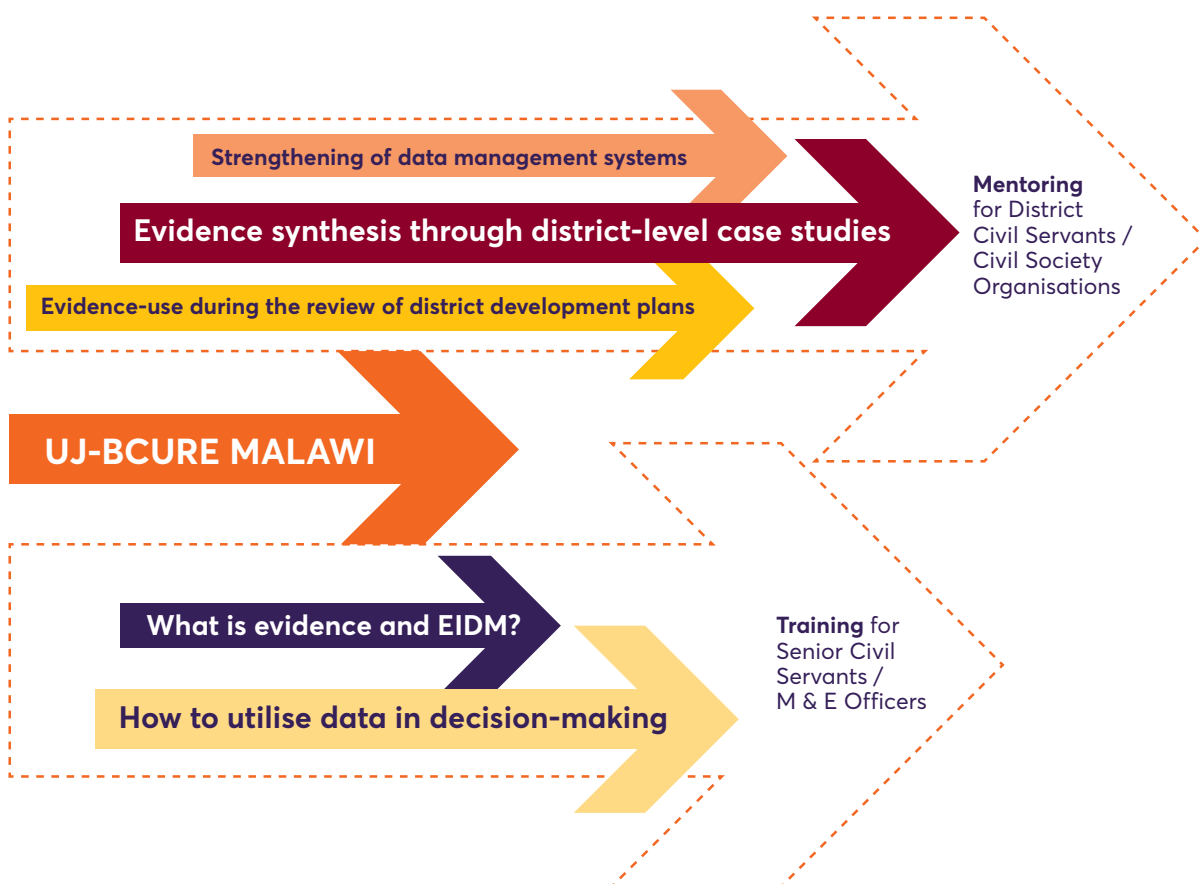 Strengthening of data management systems
Evidence synthesis through district-level case studies
Evidence-use during the review of district development plans
Mentoring
for District
Civil Servants /
Civil Society
Organisations
UJ-BCURE MALAWI
What is evidence and EIDM?
How to utilise data in decision-making
Training for
Senior Civil
Servants /
M & E Officers